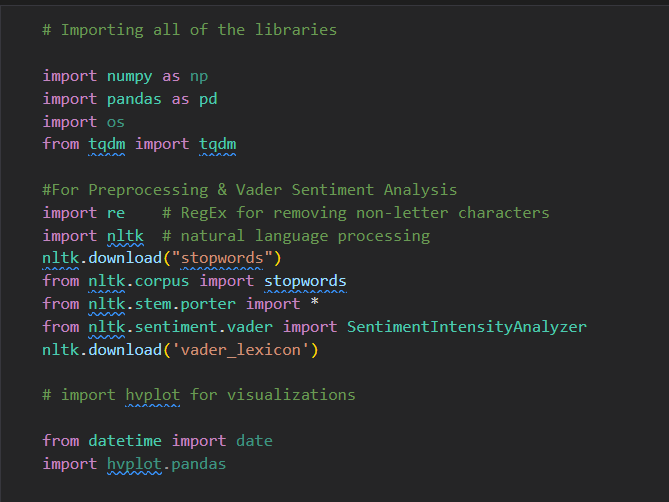 # Importing all of the libraries
import numpy as np
import pandas as pd
import os
from tqdm import tqdm
#For Preprocessing & Vader Sentiment Analysis
import re    # RegEx for removing non-letter characters
import nltk  # natural language processing
nltk.download("stopwords")
from nltk.corpus import stopwords
from nltk.stem.porter import *
from nltk.sentiment.vader import SentimentIntensityAnalyzer
nltk.download('vader_lexicon')
# import hvplot for visualizations
from datetime import date
import hvplot.pandas